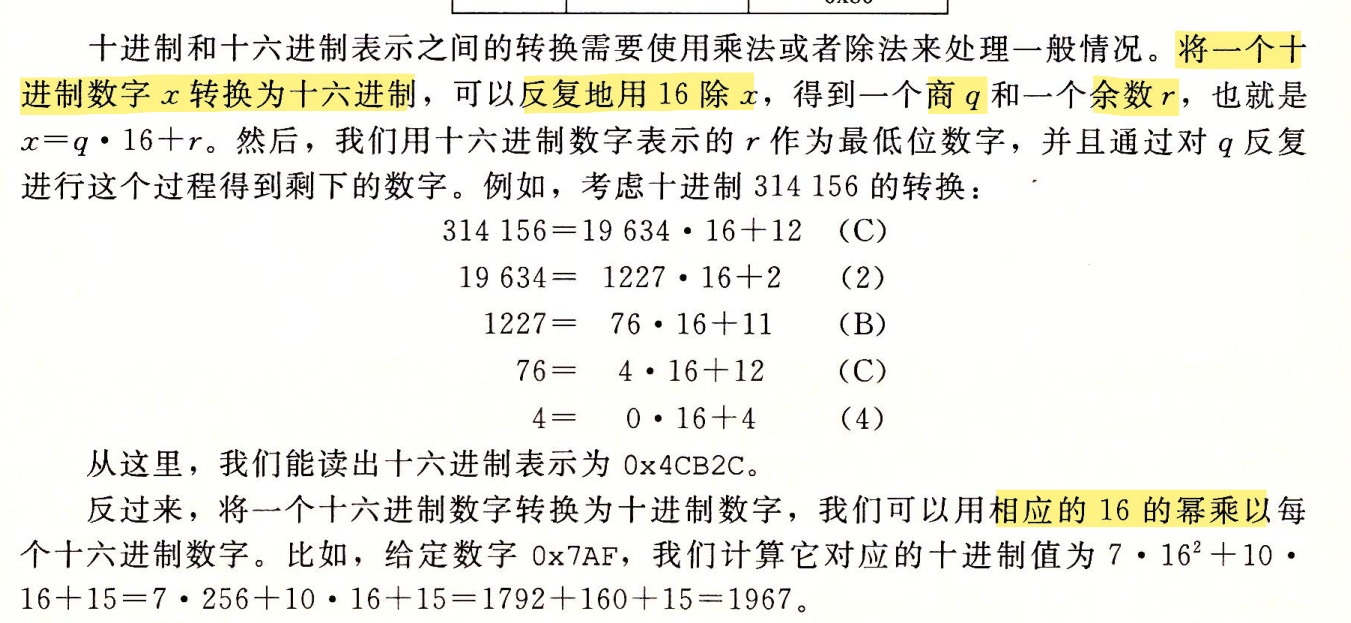 十进制和十六进制表示之间的转换需要使用乘法或者除法来处理一般情况。将一个十
进制数字 x 转换为十六进制，可以反复地用 16 除 x，得到一个商 q 和一个余数 r，也就是
x=q·16+r。然后，我们用十六进制数字表示的 r 作为最低位数字，并且通过对 q 反复
进行这个过程得到剩下的数字。例如，考虑十进制 314 156 的转换：
314 156=19 634·16+12 （C）
19 634= 1227·16+2 （2）
1227= 76·16+11 （B）
76= 4·16+12 （C）
4= 0·16+4 （4）
从这里，我们能读出十六进制表示为 0x4CB2C。
反过来，将一个十六进制数字转换为十进制数字，我们可以用相应的 16 的幂乘以每
个十六进制数字。比如，给定数字 0x7AF，我们计算它对应的十进制值为 7·16²+10·
16+15=7·256+10·16+15=1792+160+15=1967。